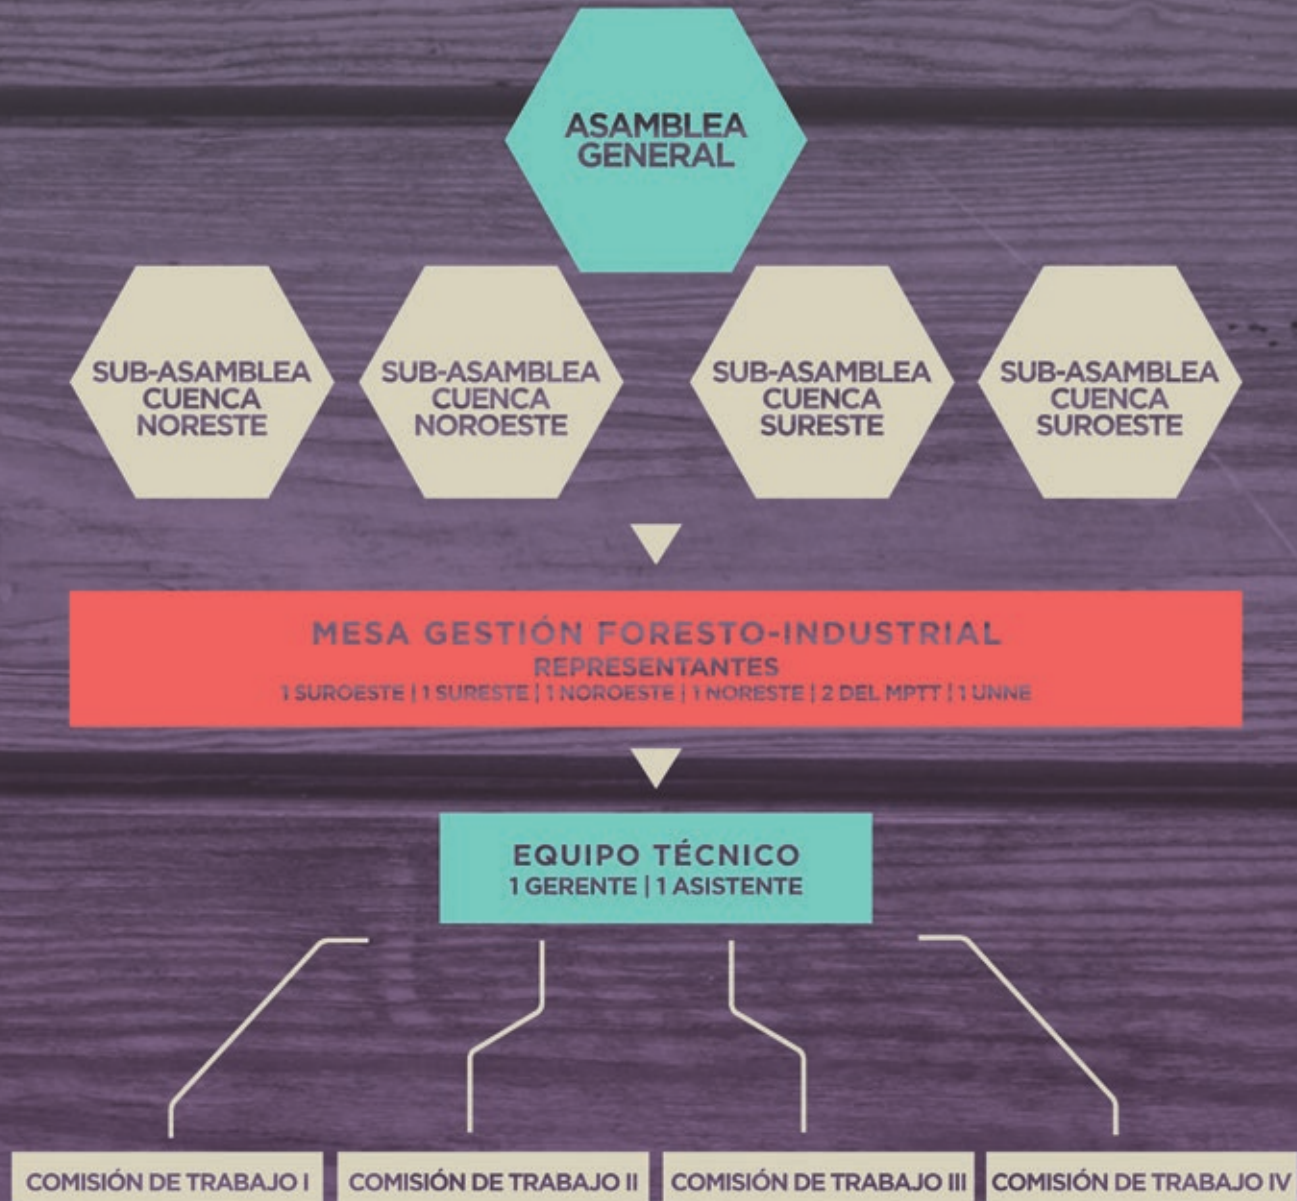 ASAMBLEA
GENERAL
SUB-ASAMBLEA
CUENCA
NORESTE
SUB-ASAMBLEA
CUENCA
NOROESTE
SUB-ASAMBLEA
CUENCA
SURESTE
SUB-ASAMBLEA
CUENCA
SUROESTE
MESA GESTIÓN FORESTO-INDUSTRIAL
REPRESENTANTES
1 SUROESTE | 1 SURESTE | 1 NOROESTE | 1 NORESTE | 2 DEL MPTT | 1 UNNE
EQUIPO TÉCNICO
1 GERENTE | 1 ASISTENTE
COMISIÓN DE TRABAJO I
COMISIÓN DE TRABAJO II
COMISIÓN DE TRABAJO III
COMISIÓN DE TRABAJO IV